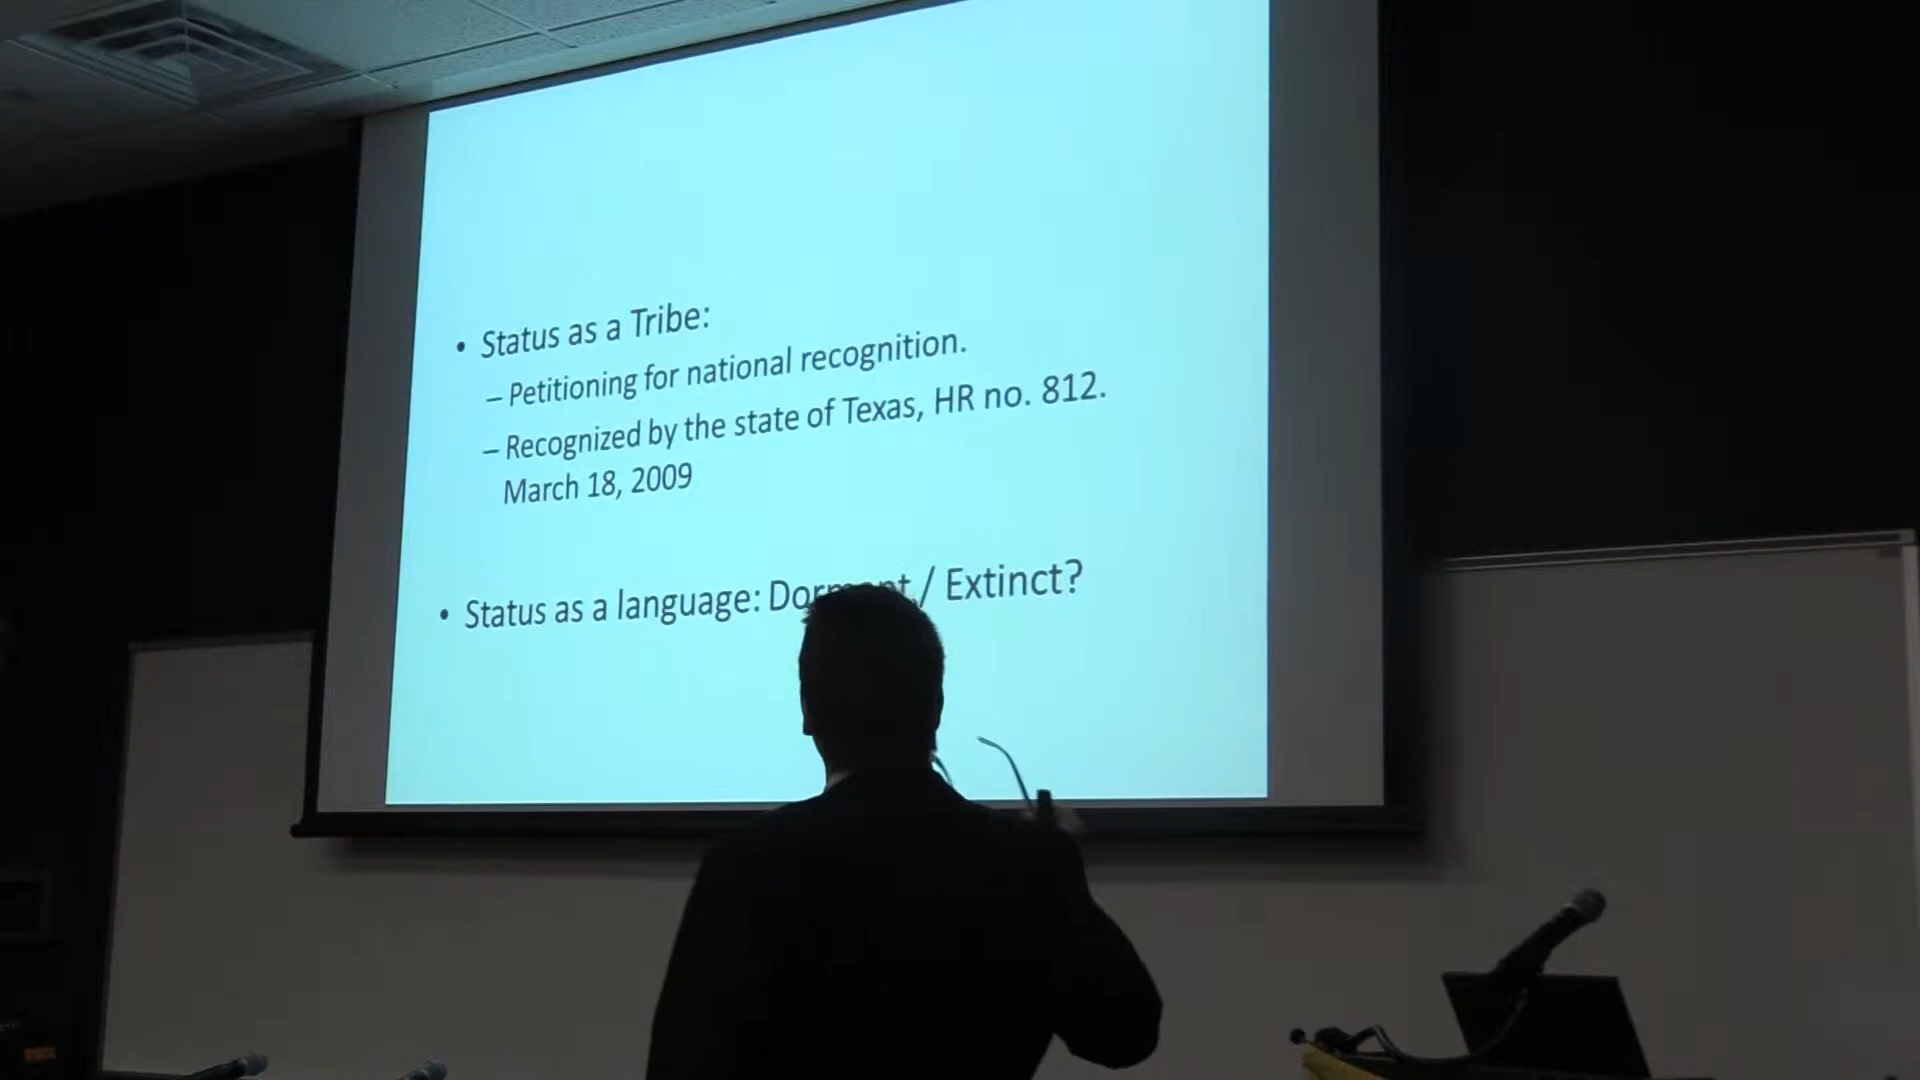 • Status as a Tribe:
– Petitioning for national recognition.
– Recognized by the state of Texas, HR no. 812.
March 18, 2009
• Status as a language: Dormant / Extinct?